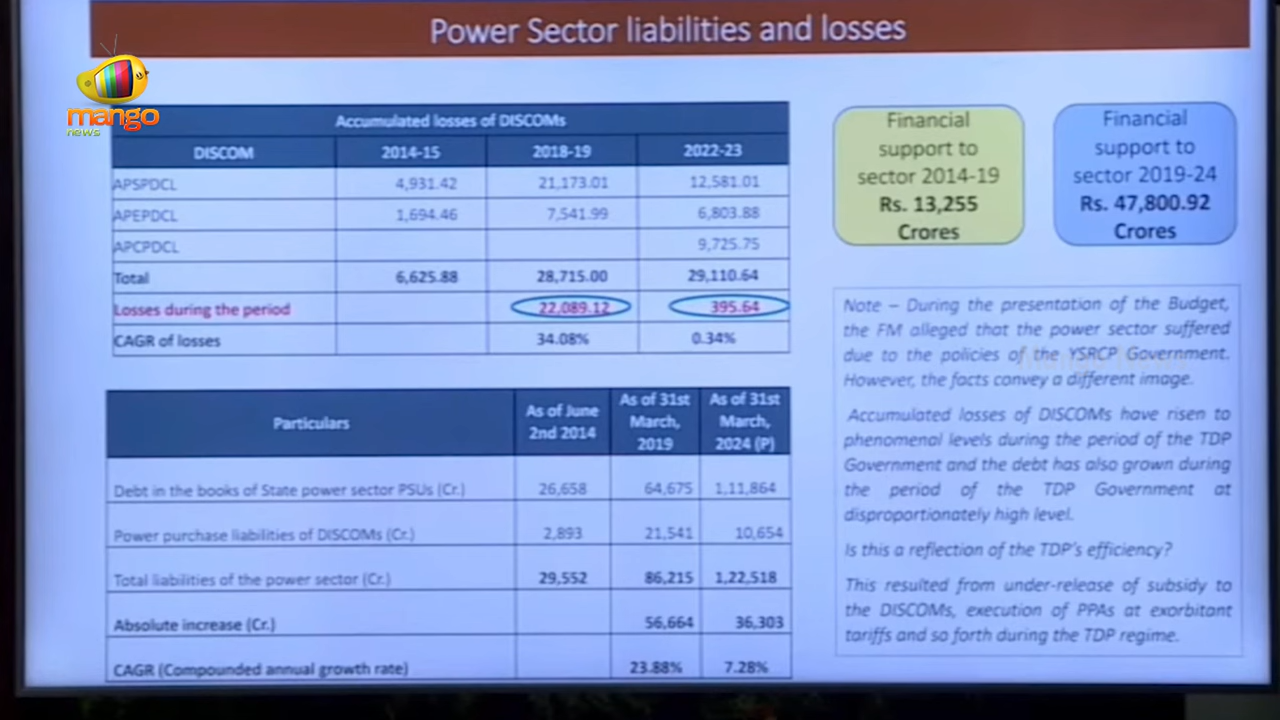 Power Sector liabilities and losses
mango
news
Accumulated losses of DISCOMs
DISCOM 2014-15 2018-19 2022-23
APSPDCL 4,931.42 21,173.01 12,581.01
APEPDCL 1,694.46 7,541.99 6,803.88
APCPDCL 9,725.75
Total 6,625.88 28,715.00 29,110.64
Losses during the period 22,089.12 395.64
CAGR of losses 34.08% 0.34%
Particulars As of June 2nd 2014 As of 31st March, 2019 As of 31st March, 2024 (P)
Debt in the books of State power sector PSUs (Cr.) 26,658 64,675 1,11,864
Power purchase liabilities of DISCOMs (Cr.) 2,893 21,541 10,654
Total liabilities of the power sector (Cr.) 29,552 86,215 1,22,518
Absolute increase (Cr.) 56,664 36,303
CAGR (Compounded annual growth rate) 23.88% 7.28%
Financial
support to
sector 2014-19
Rs. 13,255
Crores
Financial
support to
sector 2019-24
Rs. 47,800.92
Crores
Note – During the presentation of the Budget,
the FM alleged that the power sector suffered
due to the policies of the YSRCP Government.
However, the facts convey a different image.
Accumulated losses of DISCOMs have risen to
phenomenal levels during the period of the TDP
Government and the debt has also grown during
the period of the TDP Government at
disproportionately high level.
Is this a reflection of the TDP's efficiency?
This resulted from under-release of subsidy to
the DISCOMs, execution of PPAs at exorbitant
tariffs and so forth during the TDP regime.